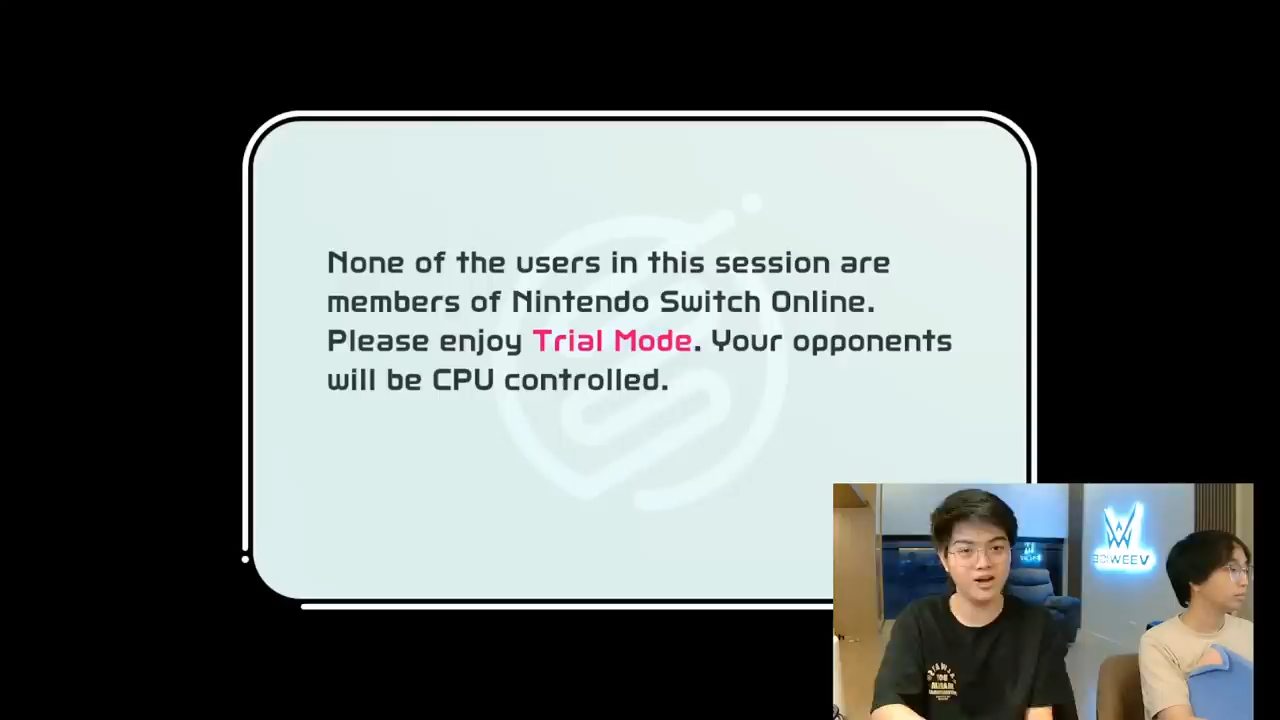 None of the users in this session are
members of Nintendo Switch Online.
Please enjoy Trial Mode. Your opponents
will be CPU controlled.
BOIWEEV